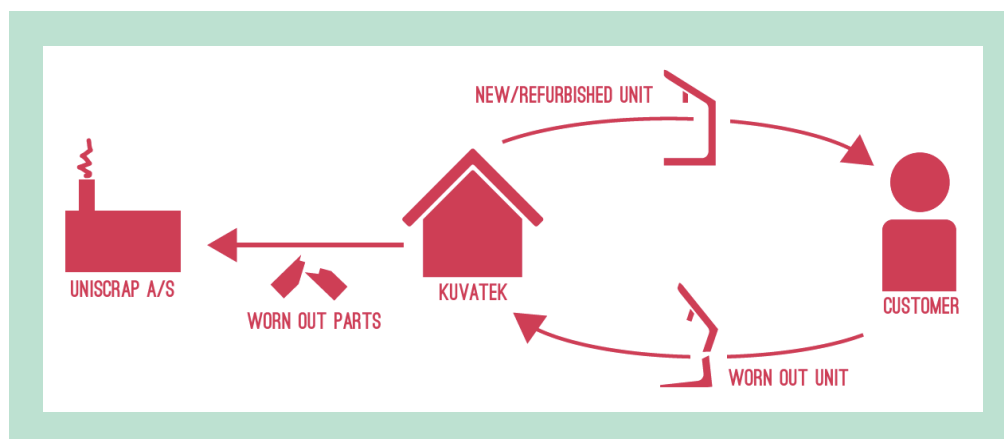 NEW/REFURBISHED UNIT
UNISCRAP A/S
WORN OUT PARTS
KUVATEK
CUSTOMER
WORN OUT UNIT